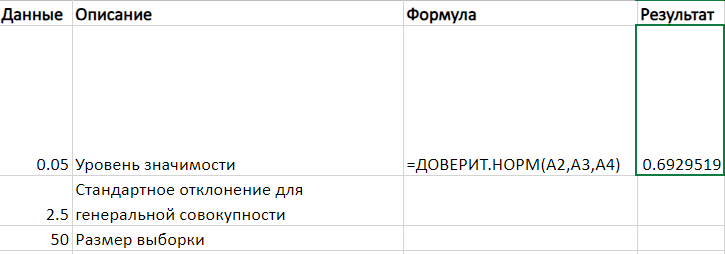 Данные Описание Формула Результат
0.05 Уровень значимости =ДОВЕРИТ.НОРМ(A2,A3,A4) 0.6929519
Стандартное отклонение для
2.5 генеральной совокупности
50 Размер выборки